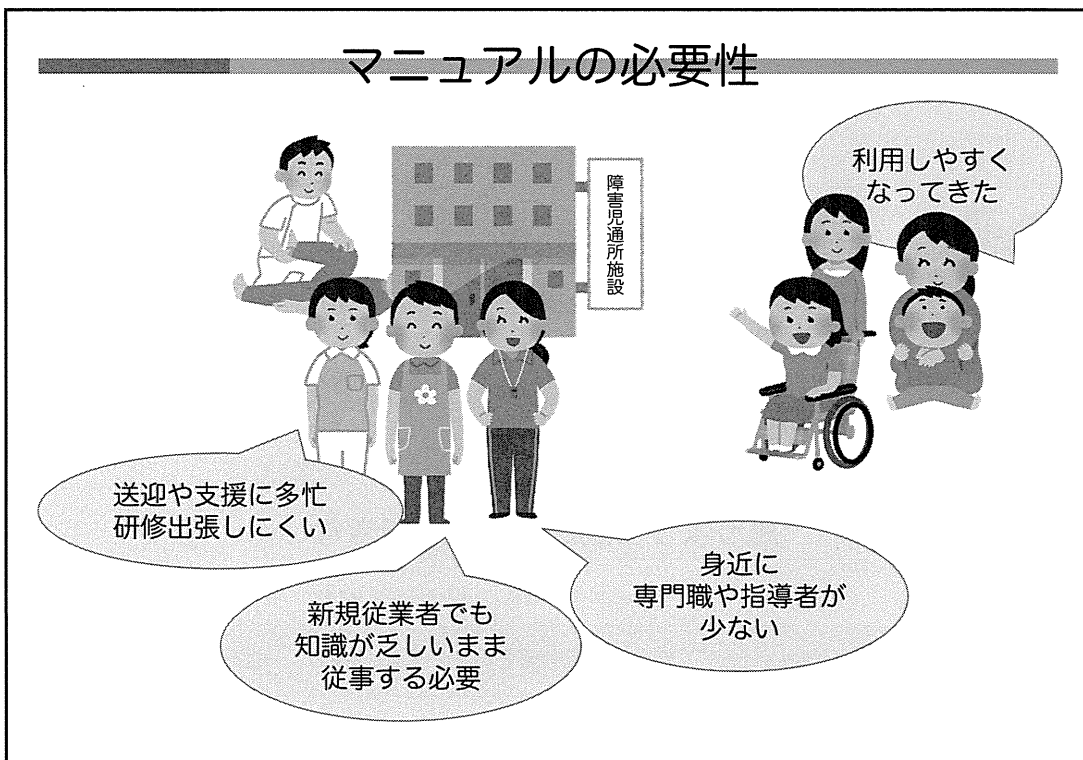 マニュアルの必要性
障害児通所施設
利用しやすく
なってきた
送迎や支援に多忙
研修出張しにくい
新規従業者でも
知識が乏しいまま
従事する必要
身近に
専門職や指導者が
少ない